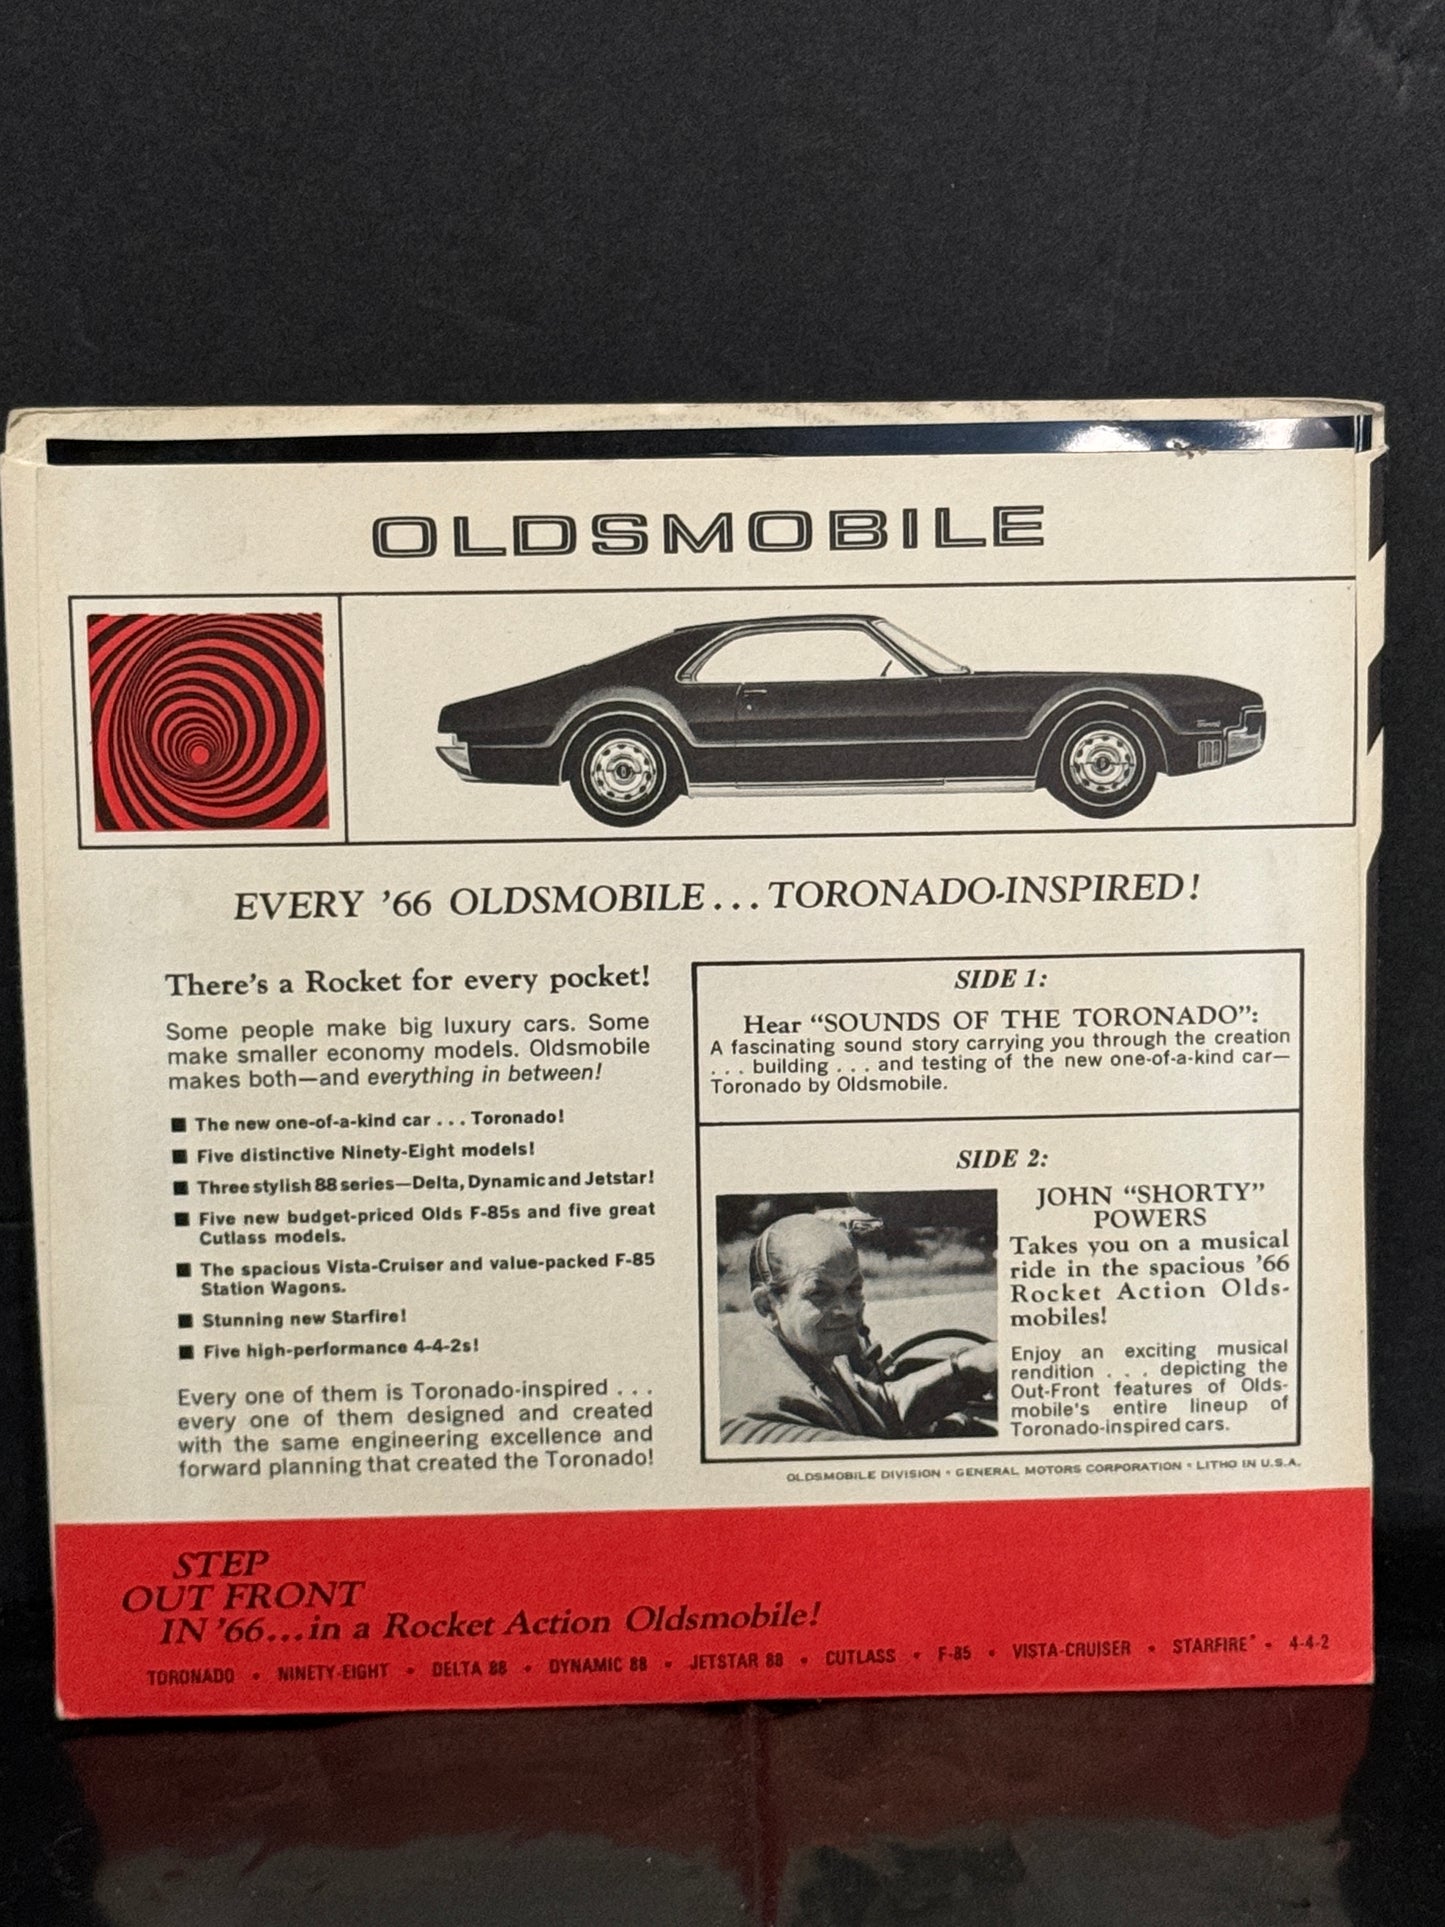 OLDSMOBILE
EVERY '66 OLDSMOBILE...TORONADO-INSPIRED!
There's a Rocket for every pocket!
Some people make big luxury cars. Some
make smaller economy models. Oldsmobile
makes both—and everything in between!
■ The new one-of-a-kind car . . . Toronado!
■ Five distinctive Ninety-Eight models!
■ Three stylish 88 series—Delta, Dynamic and Jetstar!
■ Five new budget-priced Olds F-85s and five great
Cutlass models.
■ The spacious Vista-Cruiser and value-packed F-85
Station Wagons.
■ Stunning new Starfire!
■ Five high-performance 4-4-2s!
Every one of them is Toronado-inspired . . .
every one of them designed and created
with the same engineering excellence and
forward planning that created the Toronado!
SIDE 1:
Hear “SOUNDS OF THE TORONADO”:
A fascinating sound story carrying you through the creation
. . . building . . . and testing of the new one-of-a-kind car—
Toronado by Oldsmobile.
SIDE 2:
JOHN “SHORTY”
POWERS
Takes you on a musical
ride in the spacious '66
Rocket Action Olds-
mobiles!
Enjoy an exciting musical
rendition . . . depicting the
Out-Front features of Olds-
mobile's entire lineup of
Toronado-inspired cars.
OLDSMOBILE DIVISION • GENERAL MOTORS CORPORATION • LITHO IN U.S.A.
STEP
OUT FRONT
IN '66...in a Rocket Action Oldsmobile!
TORONADO • NINETY-EIGHT • DELTA 88 • DYNAMIC 88 • JETSTAR 88 • CUTLASS • F-85 • VISTA-CRUISER • STARFIRE • 4-4-2